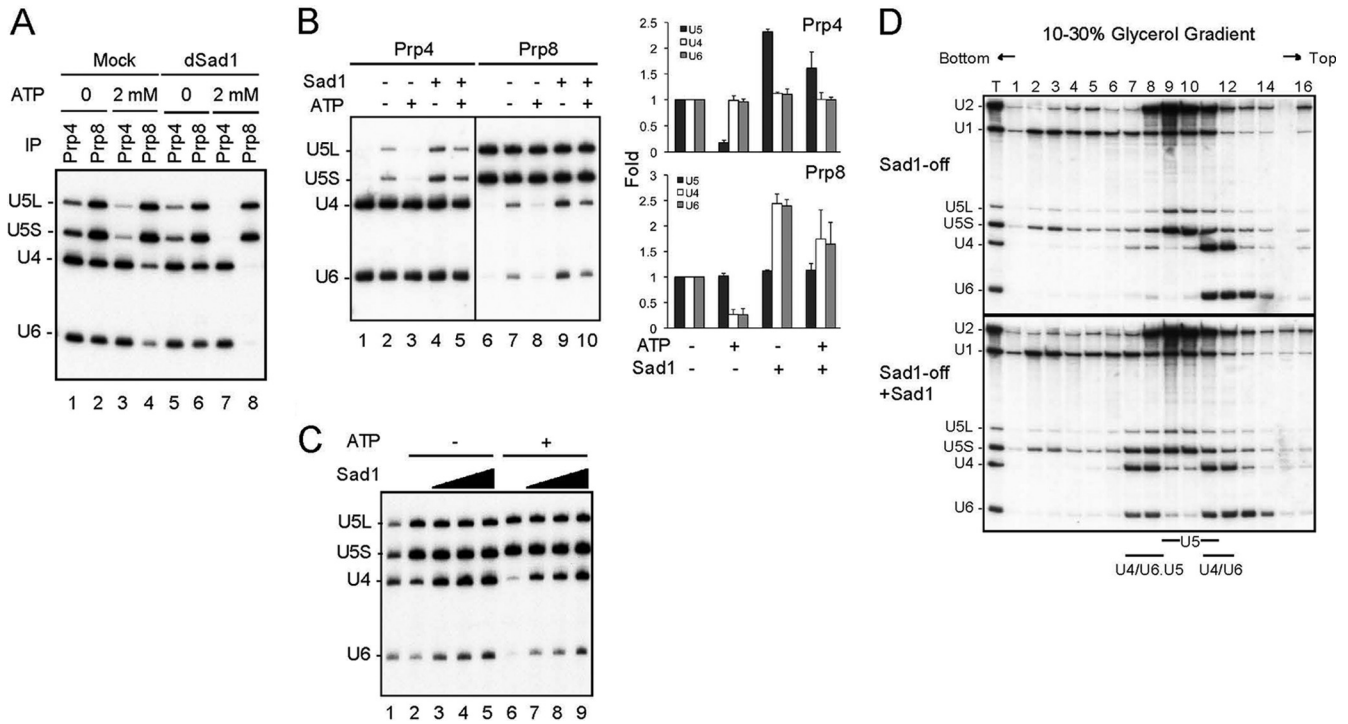 A
Mock dSad1
ATP 0 2 mM 0 2 mM
IP Prp4 Prp8 Prp4 Prp8 Prp4 Prp8 Prp4 Prp8
U5L
U5S
U4
U6
1 2 3 4 5 6 7 8
B
Prp4 Prp8
Sad1 - - + + - - + +
ATP - + - + - + - +
U5L
U5S
U4
U6
1 2 3 4 5 6 7 8 9 10
Fold
2.5
2
1.5
1
0.5
0
U5
U4
U6
Prp4
2.5
2
1.5
1
0.5
0
U5
U4
U6
Prp8
ATP - + - +
Sad1 - - + +
C
ATP - +
Sad1
U5L
U5S
U4
U6
1 2 3 4 5 6 7 8 9
D
10-30% Glycerol Gradient
Bottom Top
T 1 2 3 4 5 6 7 8 9 10 12 14 16
U2
U1
Sad1-off
U5L
U5S
U4
U6
U2
U1
Sad1-off
+Sad1
U5L
U5S
U4
U6
U5
U4/U6.U5 U4/U6